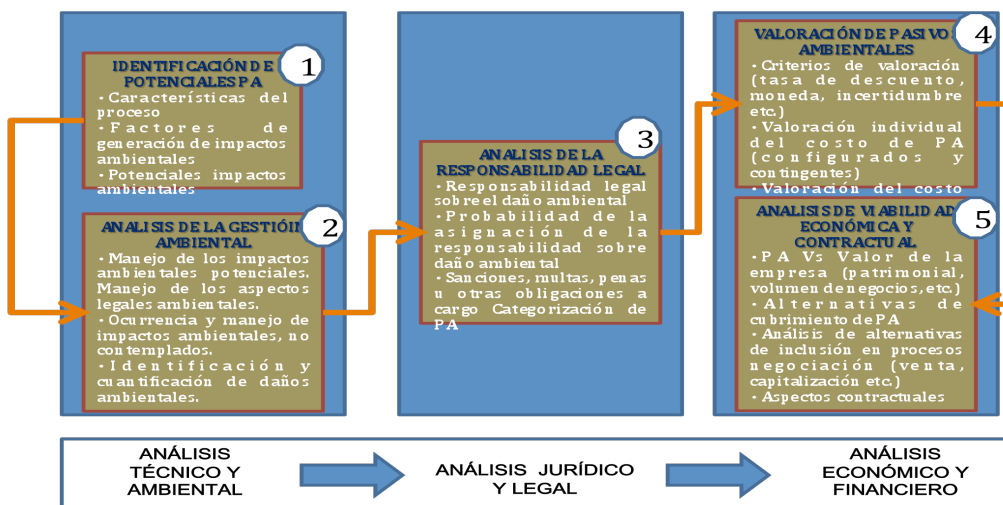 1
IDENTIFICACIÓN DE
POTENCIALES PA
• Características del
proceso
• Factores de
generación de impactos
ambientales
• Potenciales impactos
ambientales
2
ANALISIS DE LA GESTIÓIN
AMBIENTAL
• Manejo de los impactos
ambientales potenciales.
Manejo de los aspectos
legales ambientales.
• Ocurrencia y manejo de
impactos ambientales, no
contemplados.
• Identificación y
cuantificación de daños
ambientales.
3
ANALISIS DE LA
RESPONSABILIDAD LEGAL
• Responsabilidad legal
sobre el daño ambiental
• Probabilidad de la
asignación de la
responsabilidad sobre
daño ambiental
• Sanciones, multas, penas
u otras obligaciones a
cargo Categorización de
PA
4
VALORACIÓN DE PASIVO
AMBIENTALES
• Criterios de valoración
(tasa de descuento,
moneda, incertidumbre
etc.)
• Valoración individual
del costo de PA
(configurados y
contingentes)
• Valoración del costo
5
ANALISIS DE VIABILIDAD
ECONÓMICA Y
CONTRACTUAL
• PA Vs Valor de la
empresa (patrimonial,
volumen de negocios, etc.)
• Alternativas de
cubrimiento de PA
• Análisis de alternativas
de inclusión en procesos
negociación (venta,
capitalización etc.)
• Aspectos contractuales
ANÁLISIS
TÉCNICO Y
AMBIENTAL
ANÁLISIS JURÍDICO
Y LEGAL
ANÁLISIS
ECONÓMICO Y
FINANCIERO